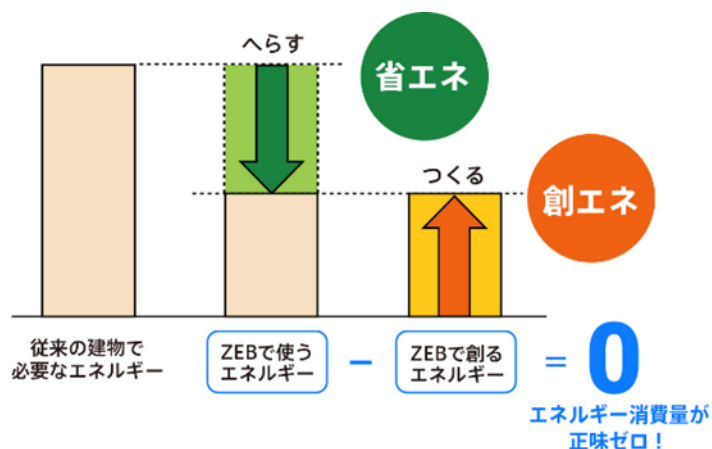 へらす
省エネ
つくる
創エネ
従来の建物で
必要なエネルギー
ZEBで使う
エネルギー
−
ZEBで創る
エネルギー
= 0
エネルギー消費量が
正味ゼロ！